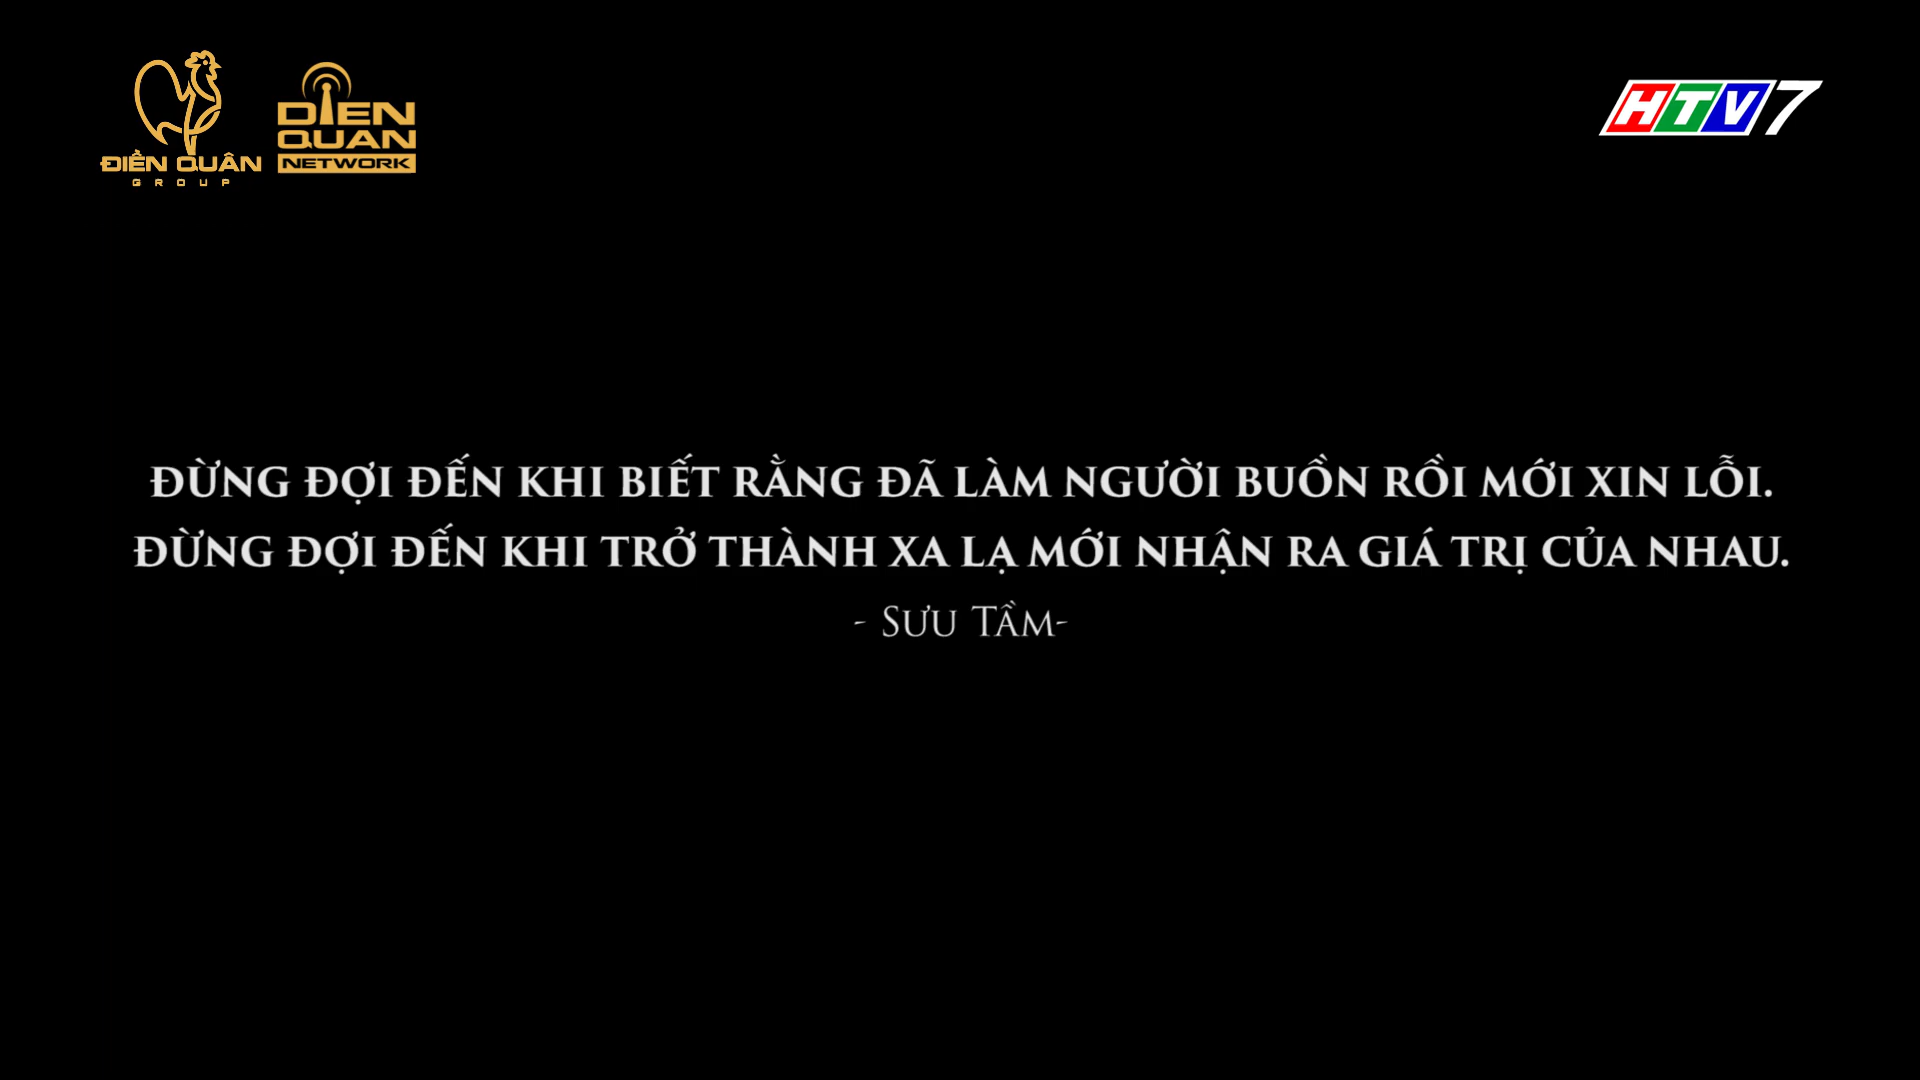 ĐIỀN QUÂN
GROUP
DIEN
QUAN
NETWORK
HTV7
ĐỪNG ĐỢI ĐẾN KHI BIẾT RẰNG ĐÃ LÀM NGƯỜI BUỒN RỒI MỚI XIN LỖI.
ĐỪNG ĐỢI ĐẾN KHI TRỞ THÀNH XA LẠ MỚI NHẬN RA GIÁ TRỊ CỦA NHAU.
- SƯU TẦM-